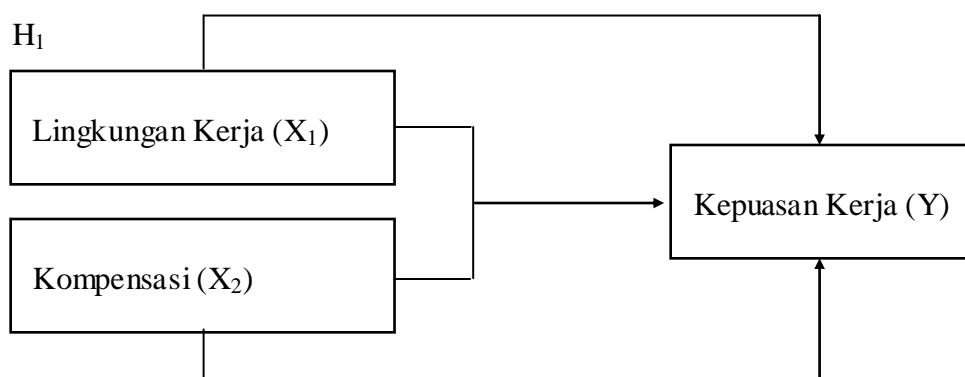 H₁
Lingkungan Kerja (X₁)
Kepuasan Kerja (Y)
Kompensasi (X₂)